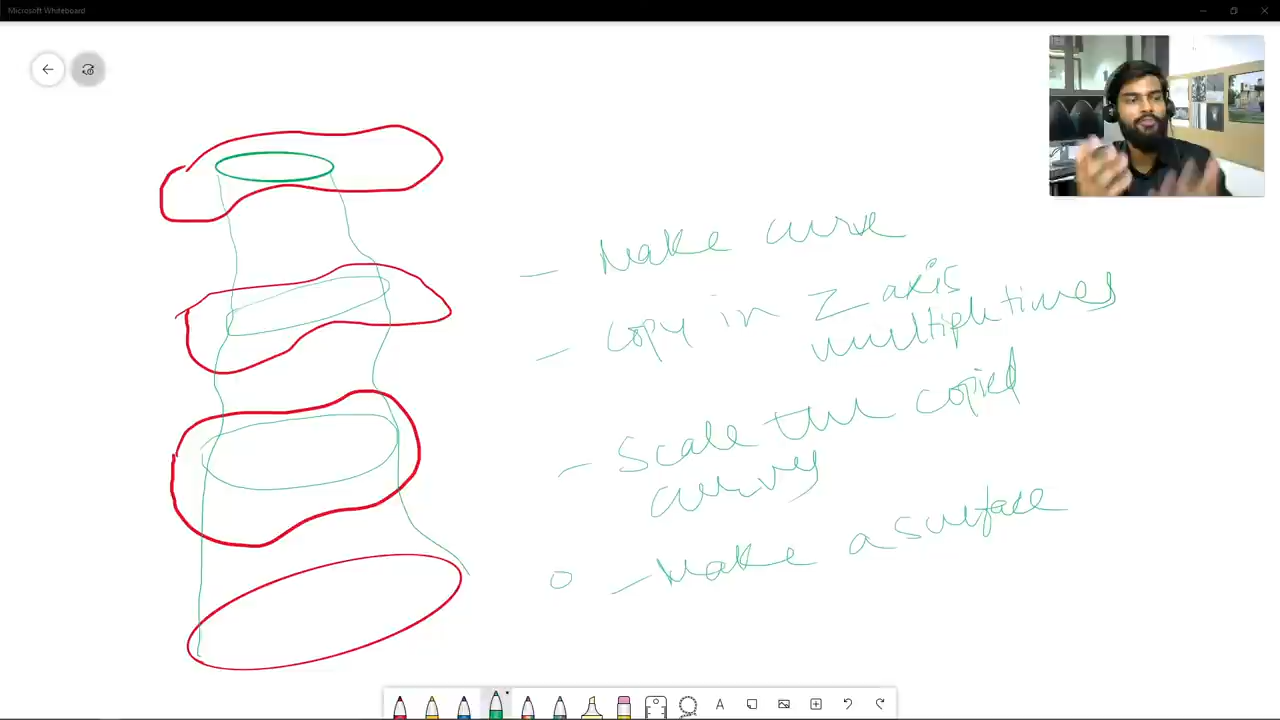 Microsoft Whiteboard
- Make curve
- Copy in Z axis
multiple times
- Scale the copied
curves
- Make a surface
A